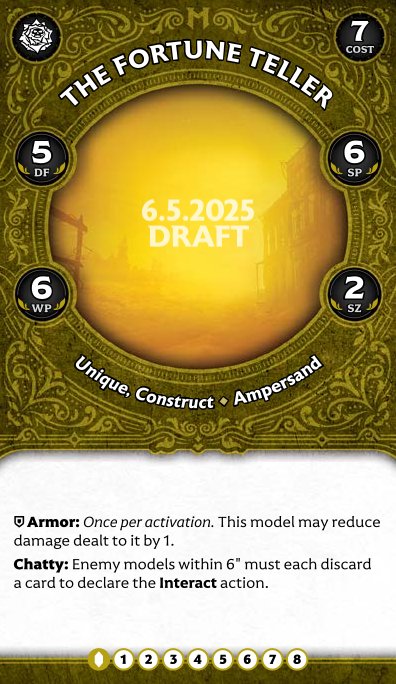 7
COST
THE FORTUNE TELLER
5
DF
6
SP
6.5.2025
DRAFT
6
WP
2
SZ
Unique, Construct ◆ Ampersand
Armor: Once per activation. This model may reduce
damage dealt to it by 1.
Chatty: Enemy models within 6" must each discard
a card to declare the Interact action.
1 2 3 4 5 6 7 8